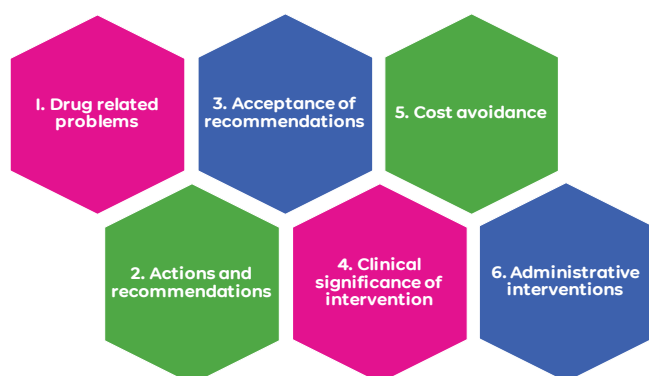 1. Drug related
problems
2. Actions and
recommendations
3. Acceptance of
recommendations
4. Clinical
significance of
intervention
5. Cost avoidance
6. Administrative
interventions